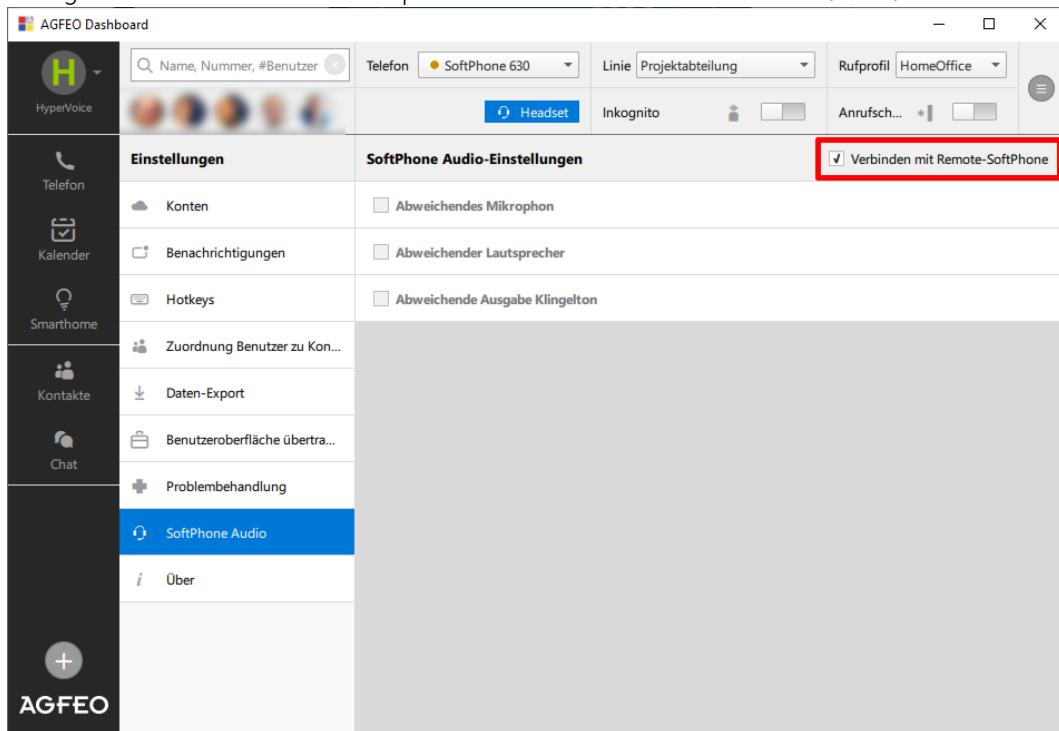 AGFEO Dashboard
H
HyperVoice
Name, Nummer, #Benutzer
Telefon
SoftPhone 630
Linie
Projektabteilung
Rufprofil
HomeOffice
Headset
Inkognito
Anrufsch...
Telefon
Kalender
Smarthome
Kontakte
Chat
AGFEO
Einstellungen
Konten
Benachrichtigungen
Hotkeys
Zuordnung Benutzer zu Kon...
Daten-Export
Benutzeroberfläche übertra...
Problembehandlung
SoftPhone Audio
i Über
SoftPhone Audio-Einstellungen
Verbinden mit Remote-SoftPhone
Abweichendes Mikrophon
Abweichender Lautsprecher
Abweichende Ausgabe Klingelton